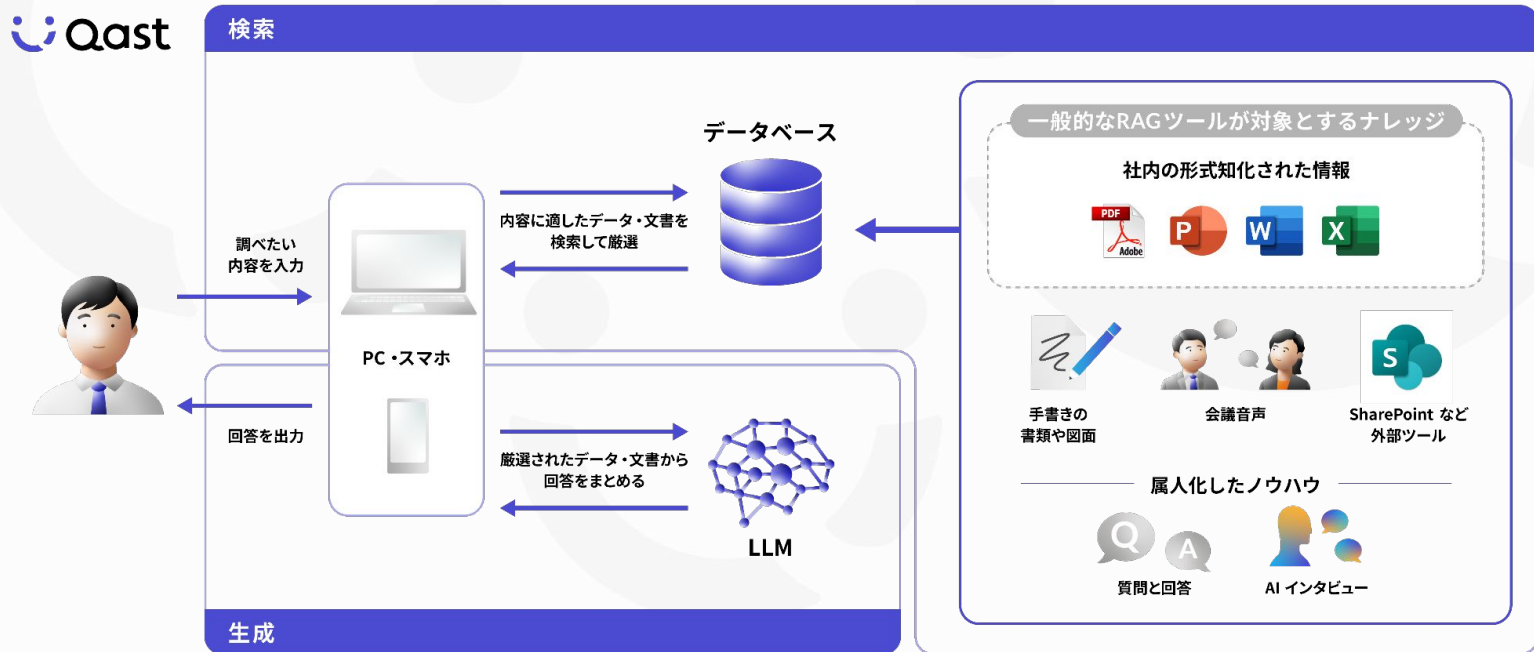 Qast
検索
調べたい
内容を入力
PC・スマホ
回答を出力
データベース
内容に適したデータ・文書を
検索して厳選
厳選されたデータ・文書から
回答をまとめる
LLM
生成
一般的なRAGツールが対象とするナレッジ
社内の形式知化された情報
PDF
Adobe
P
W
X
手書きの
書類や図面
会議音声
S
SharePoint など
外部ツール
属人化したノウハウ
Q
A
質問と回答
AI インタビュー